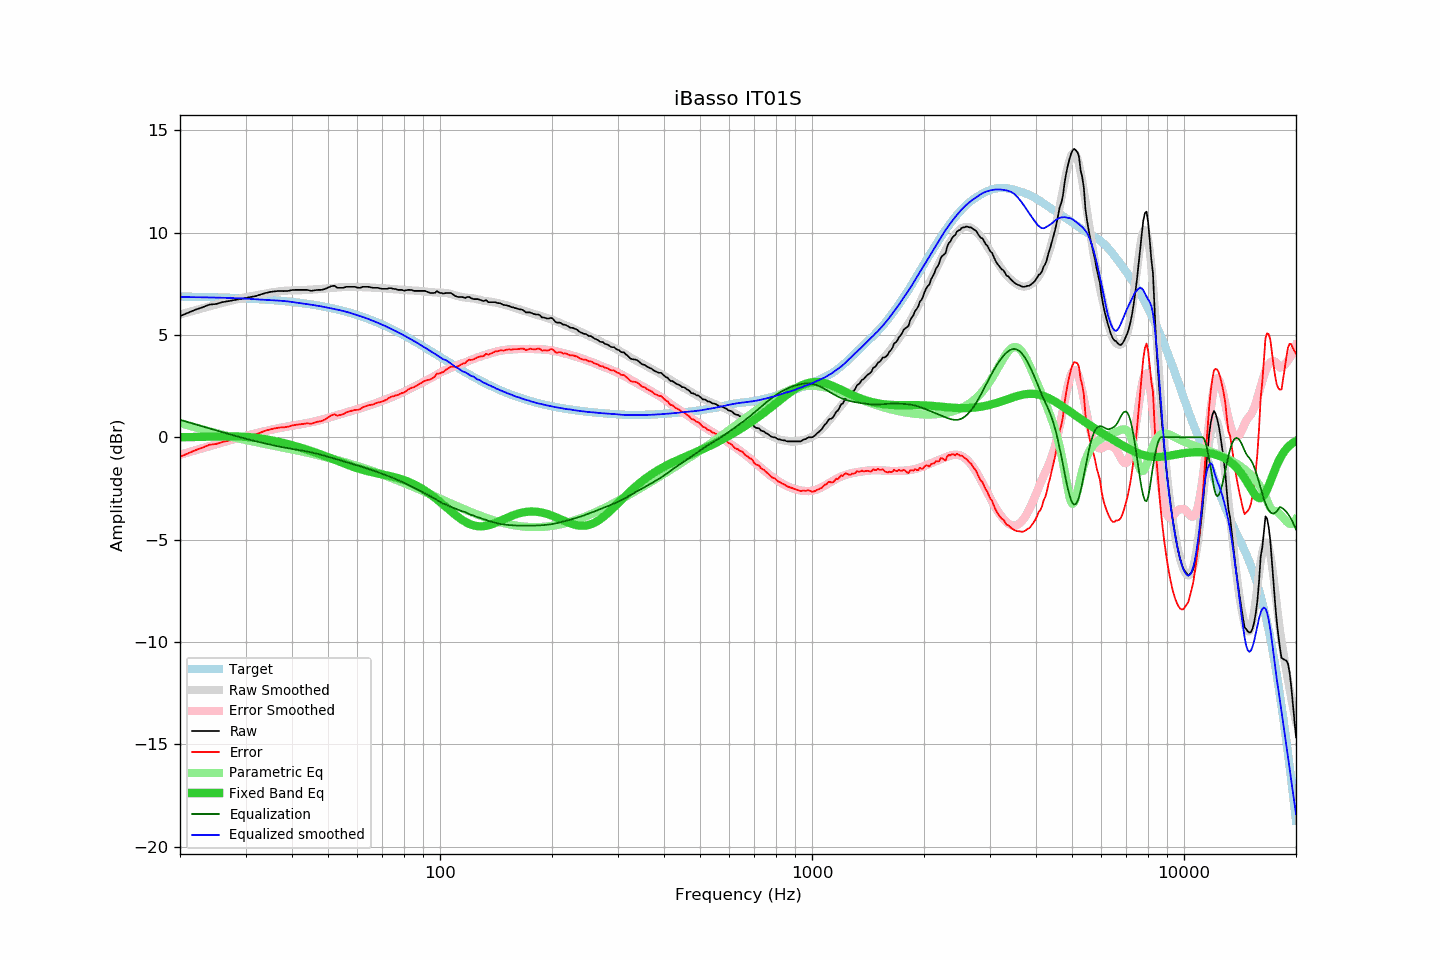 iBasso IT01S
15
10
5
0
−5
−10
−15
−20
Amplitude (dBr)
Target
Raw Smoothed
Error Smoothed
Raw
Error
Parametric Eq
Fixed Band Eq
Equalization
Equalized smoothed
100
1000
10000
Frequency (Hz)